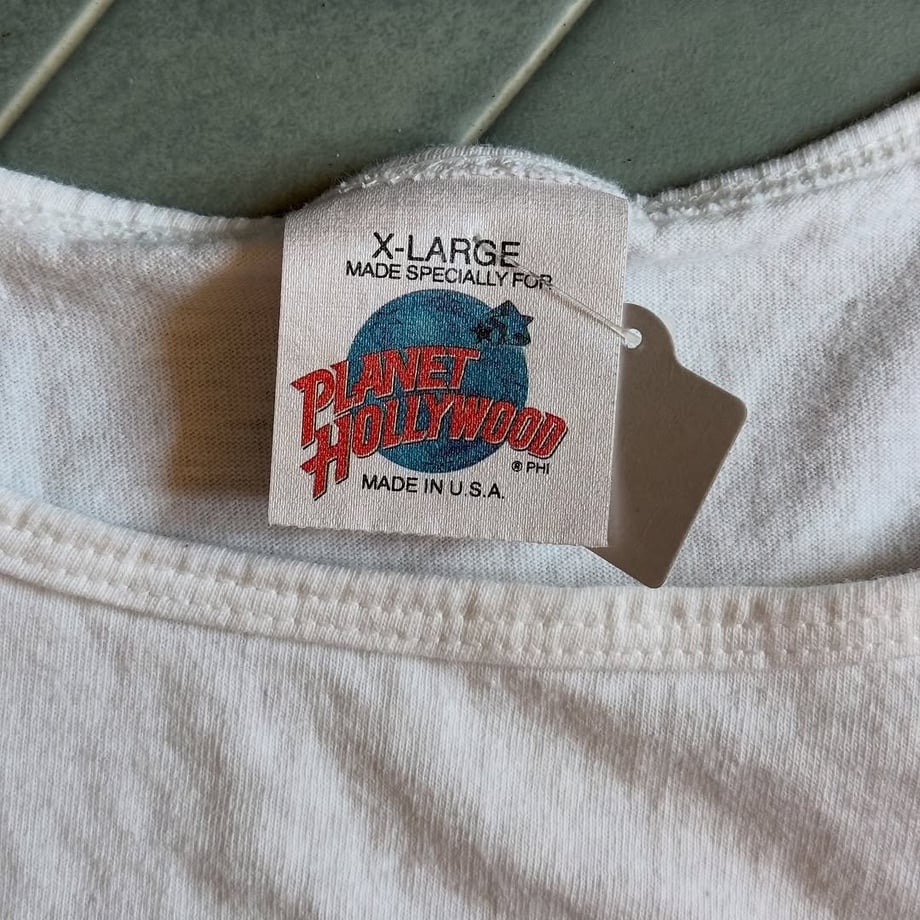 X-LARGE
MADE SPECIALLY FOR
PLANET
HOLLYWOOD
® PHI
MADE IN U.S.A.